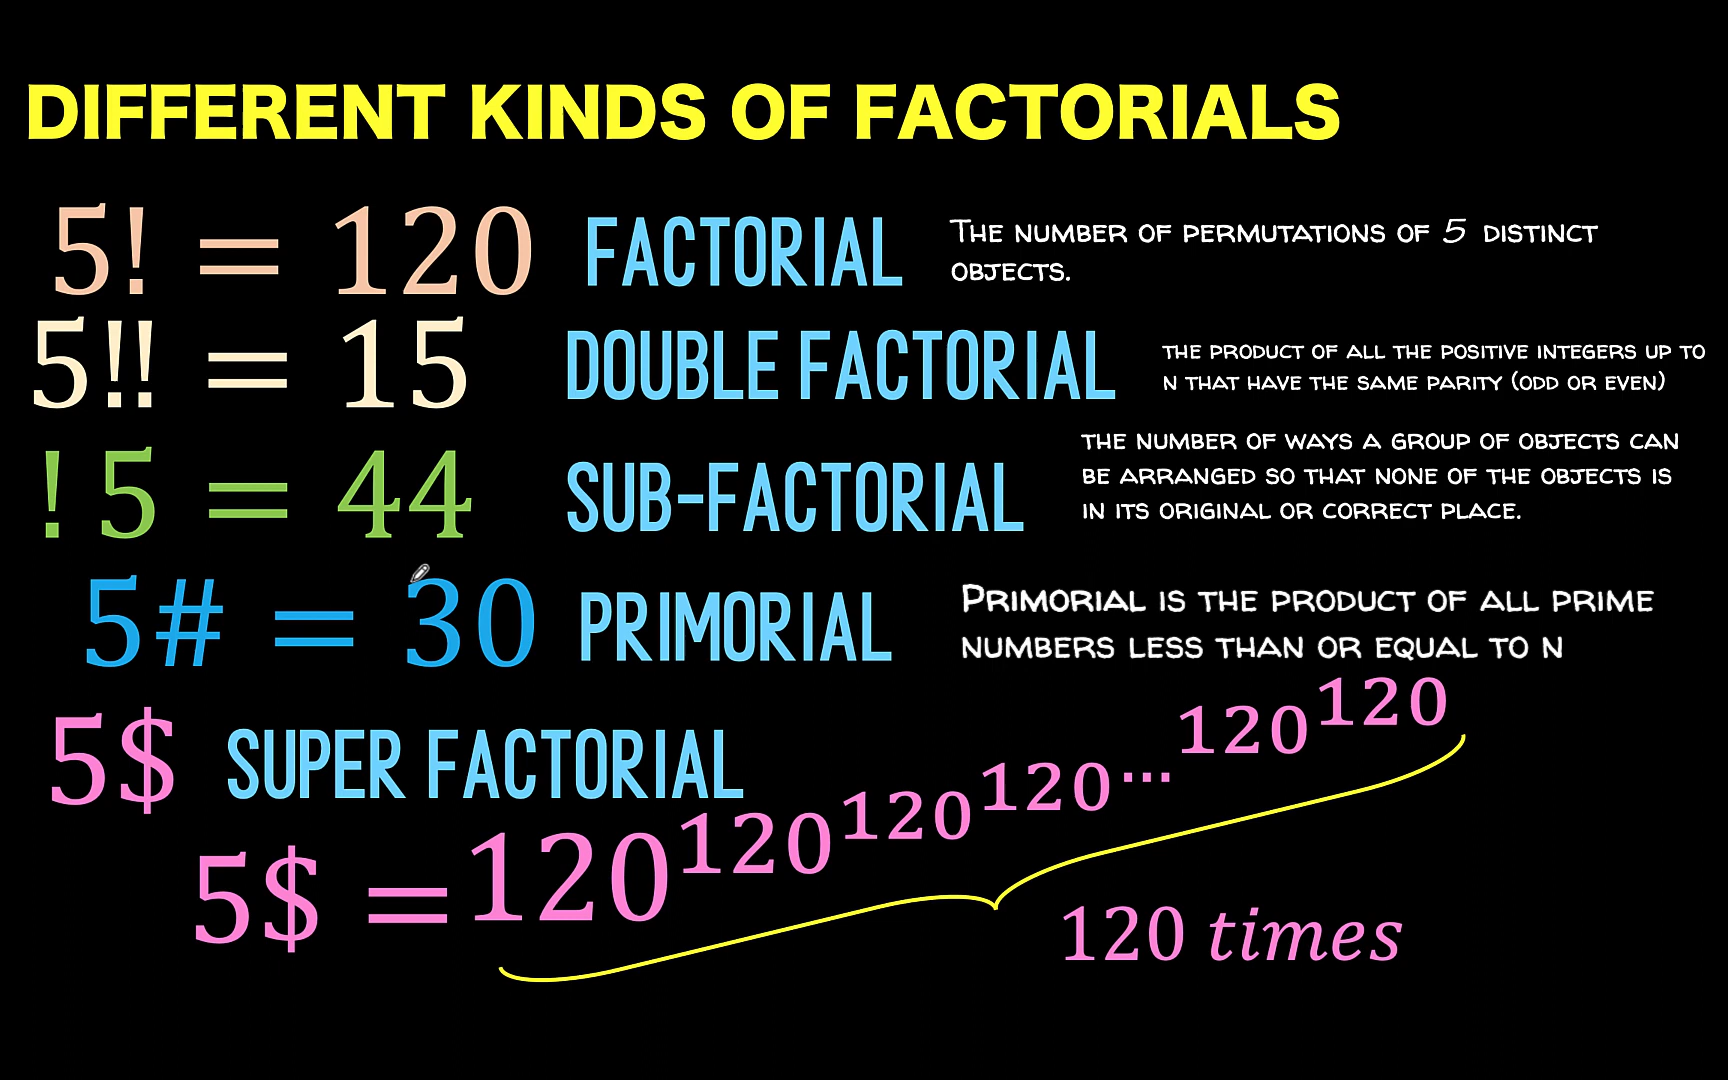 DIFFERENT KINDS OF FACTORIALS
5! = 120 FACTORIAL THE NUMBER OF PERMUTATIONS OF 5 DISTINCT
OBJECTS.
5!! = 15 DOUBLE FACTORIAL THE PRODUCT OF ALL THE POSITIVE INTEGERS UP TO
N THAT HAVE THE SAME PARITY (ODD OR EVEN)
!5 = 44 SUB-FACTORIAL THE NUMBER OF WAYS A GROUP OF OBJECTS CAN
BE ARRANGED SO THAT NONE OF THE OBJECTS IS
IN ITS ORIGINAL OR CORRECT PLACE.
5# = 30 PRIMORIAL PRIMORIAL IS THE PRODUCT OF ALL PRIME
NUMBERS LESS THAN OR EQUAL TO N
5$ SUPER FACTORIAL
5$ = 120^120^120^120^...^120^120
120 times